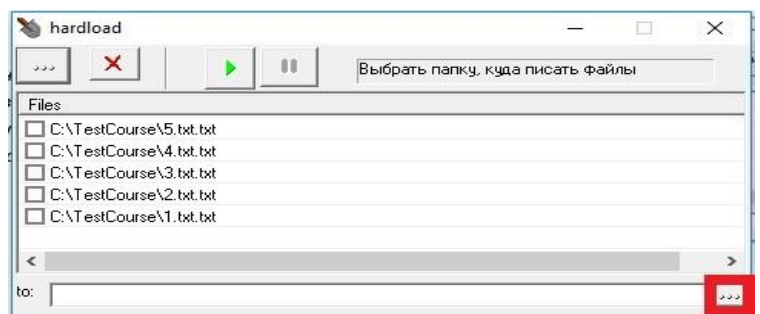 hardload
... Выбрать папку, куда писать файлы
Files
C:\TestCourse\5.txt.txt
C:\TestCourse\4.txt.txt
C:\TestCourse\3.txt.txt
C:\TestCourse\2.txt.txt
C:\TestCourse\1.txt.txt
to: ...